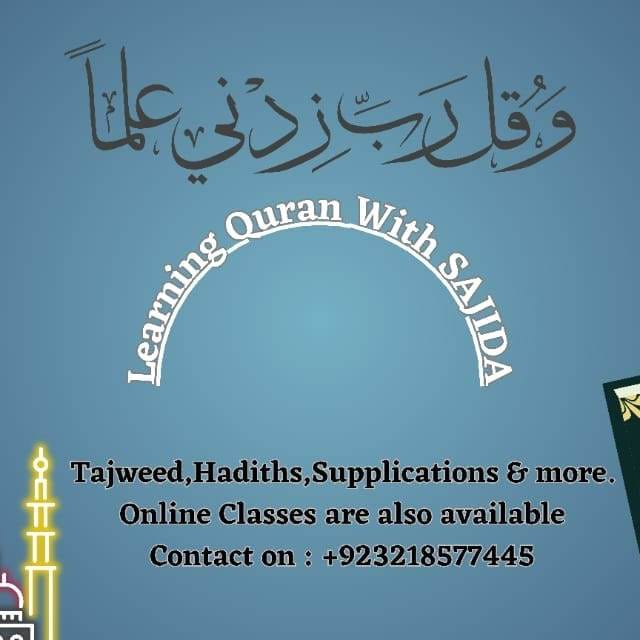 وَقُل رَبِّ زِدْنِي عِلْمًا
Learning Quran With SAJIDA
Tajweed,Hadiths,Supplications & more.
Online Classes are also available
Contact on : +923218577445